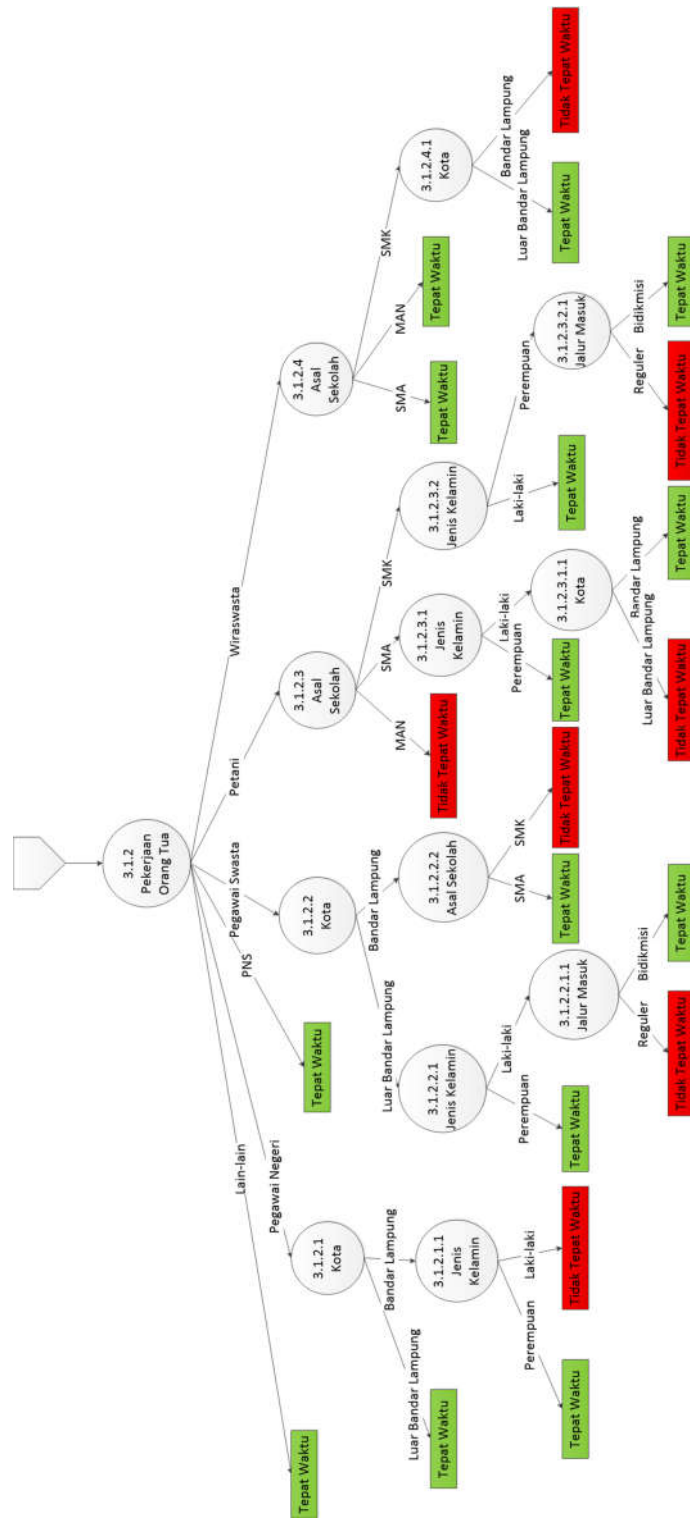 3.1.2
Pekerjaan
Orang Tua
Lain-lain
Pegawai Negeri
PNS
Pegawai Swasta
Petani
Wiraswasta
Tepat Waktu
3.1.2.1
Kota
Tepat Waktu
3.1.2.2
Kota
3.1.2.3
Asal
Sekolah
3.1.2.4
Asal
Sekolah
Luar Bandar Lampung
Bandar Lampung
Luar Bandar Lampung
Bandar Lampung
MAN
SMA
SMK
SMA
MAN
SMK
Tepat Waktu
3.1.2.1.1
Jenis
Kelamin
3.1.2.2.1
Jenis Kelamin
3.1.2.2.2
Asal Sekolah
Tidak Tepat Waktu
3.1.2.3.1
Jenis
Kelamin
3.1.2.3.2
Jenis Kelamin
Tepat Waktu
Tepat Waktu
3.1.2.4.1
Kota
Perempuan
Laki-laki
Perempuan
Laki-laki
SMA
SMK
Perempuan
Laki-laki
Laki-laki
Perempuan
Luar Bandar Lampung
Bandar Lampung
Tepat Waktu
Tidak Tepat Waktu
Tepat Waktu
3.1.2.2.1.1
Jalur Masuk
Tepat Waktu
Tidak Tepat Waktu
Tepat Waktu
3.1.2.3.1.1
Kota
Tepat Waktu
3.1.2.3.2.1
Jalur Masuk
Tepat Waktu
Tidak Tepat Waktu
Reguler
Bidikmisi
Luar Bandar Lampung
Bandar Lampung
Reguler
Bidikmisi
Tidak Tepat Waktu
Tepat Waktu
Tidak Tepat Waktu
Tepat Waktu
Tidak Tepat Waktu
Tepat Waktu